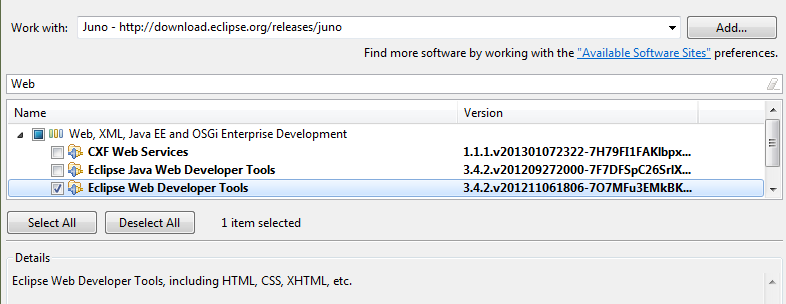 Work with: Juno - http://download.eclipse.org/releases/juno Add...
Find more software by working with the "Available Software Sites" preferences.
Web
Name Version
Web, XML, Java EE and OSGi Enterprise Development
CXF Web Services 1.1.1.v201301072322-7H79FI1FAKIbpx...
Eclipse Java Web Developer Tools 3.4.2.v201209272000-7F7DFSpC26SrIX...
Eclipse Web Developer Tools 3.4.2.v201211061806-7O7MFu3EMkBK...
Select All Deselect All 1 item selected
Details
Eclipse Web Developer Tools, including HTML, CSS, XHTML, etc.